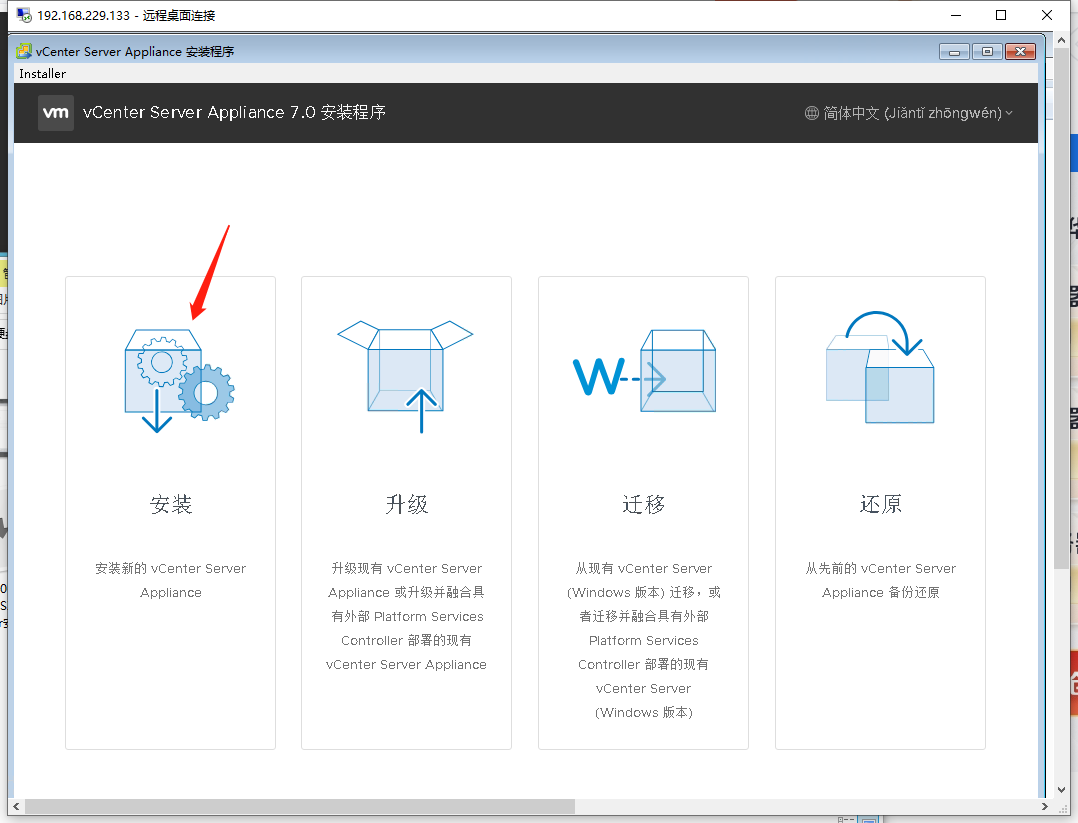 192.168.229.133 - 远程桌面连接
vCenter Server Appliance 安装程序
Installer
vm vCenter Server Appliance 7.0 安装程序
简体中文 (Jiǎntǐ zhōngwén)
安装
安装新的 vCenter Server
Appliance
升级
升级现有 vCenter Server
Appliance 或升级并融合具
有外部 Platform Services
Controller 部署的现有
vCenter Server Appliance
迁移
从现有 vCenter Server
(Windows 版本) 迁移，或
者迁移并融合具有外部
Platform Services
Controller 部署的现有
vCenter Server
(Windows 版本)
还原
从先前的 vCenter Server
Appliance 备份还原